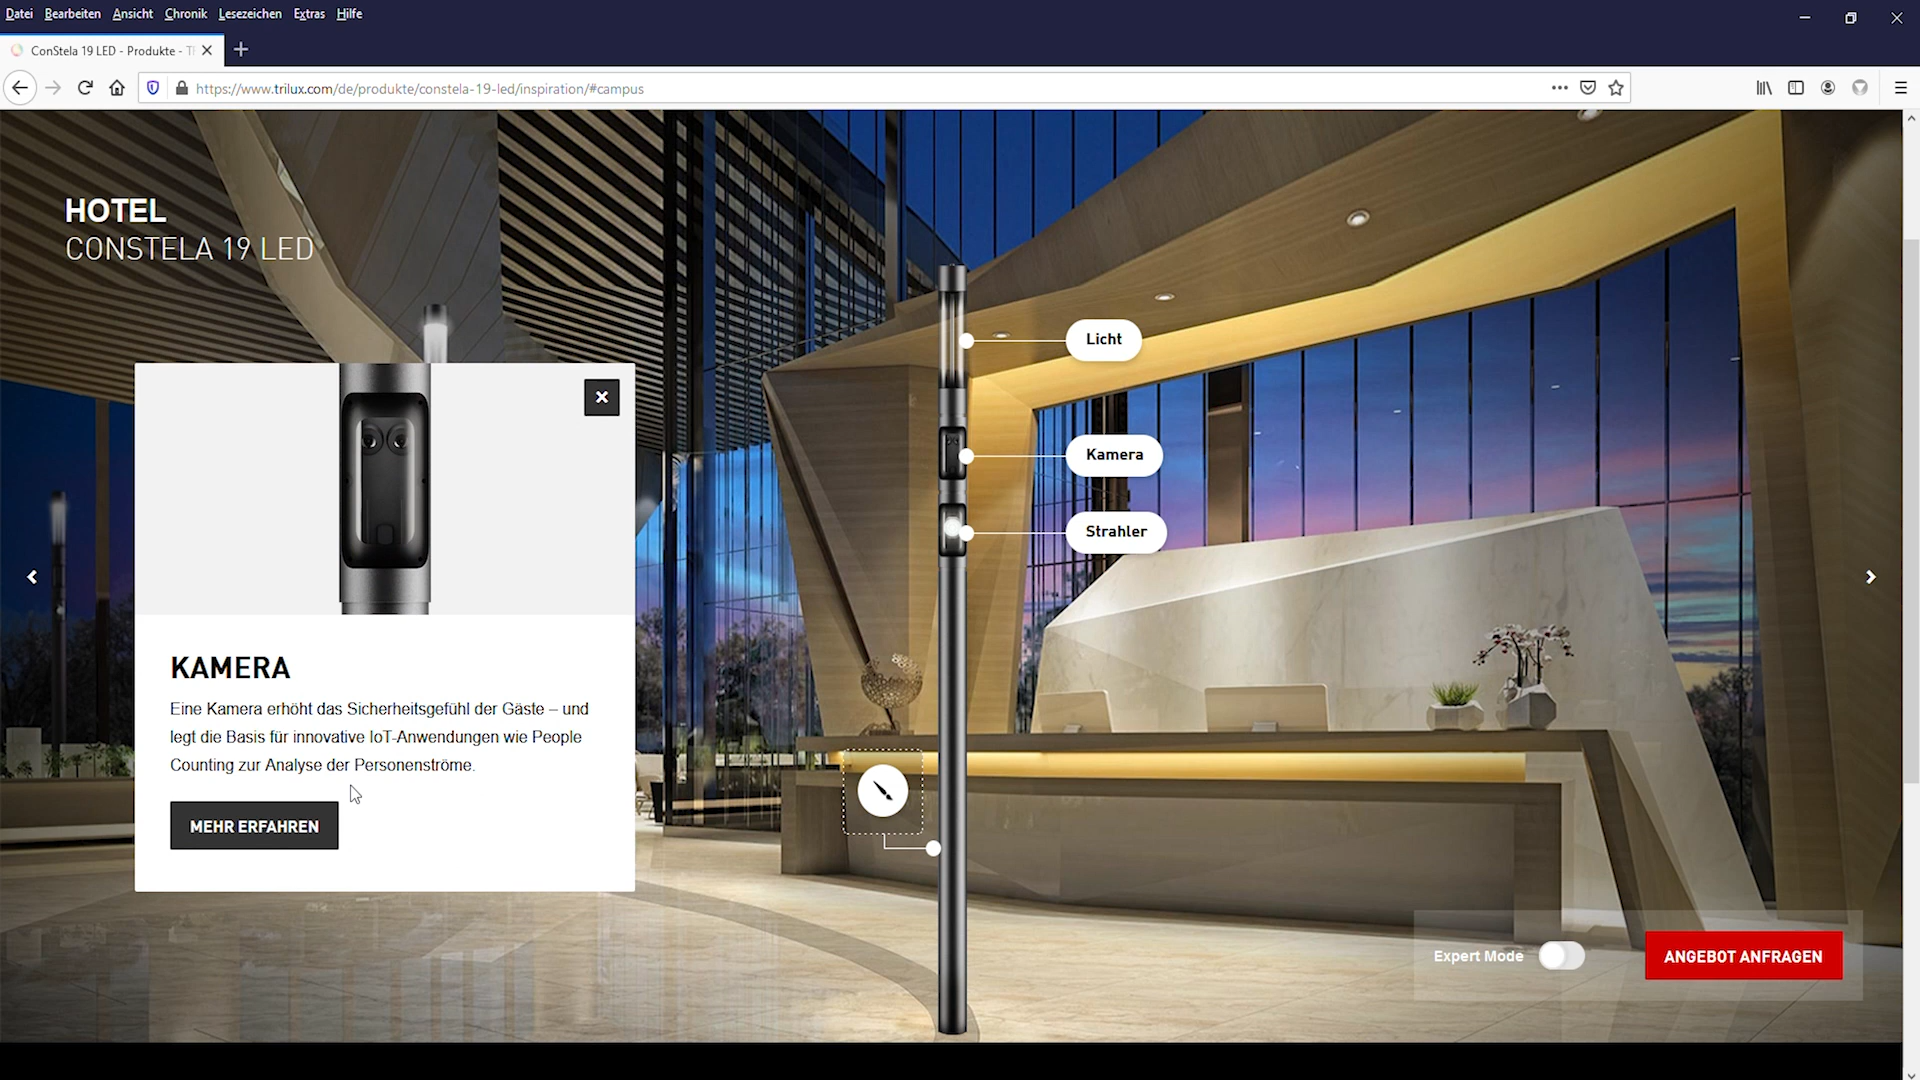 Datei Bearbeiten Ansicht Chronik Lesezeichen Extras Hilfe
ConStela 19 LED - Produkte - T
https://www.trilux.com/de/produkte/constela-19-led/inspiration/#campus
HOTEL
CONSTELA 19 LED
Licht
Kamera
Strahler
KAMERA
Eine Kamera erhöht das Sicherheitsgefühl der Gäste – und
legt die Basis für innovative IoT-Anwendungen wie People
Counting zur Analyse der Personenströme.
MEHR ERFAHREN
Expert Mode
ANGEBOT ANFRAGEN